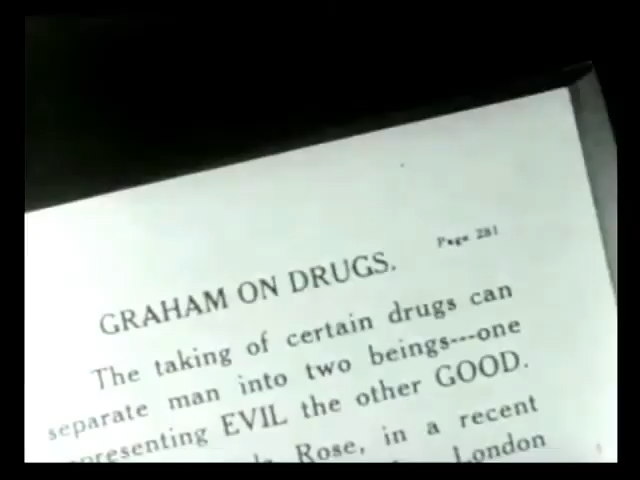 Page 281
GRAHAM ON DRUGS.
The taking of certain drugs can
separate man into two beings---one
EVIL the other GOOD.
Rose, in a recent
London